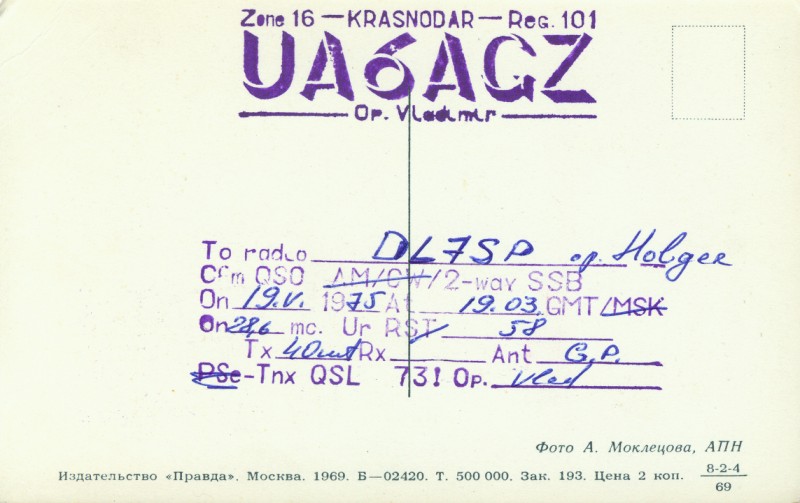 Zone 16 — KRASNODAR — Reg. 101
UA6AGZ
Op. Vladimir
To radio DL7SP op. Holger
Cfm QSO AM/CW/2-way SSB
On 19.V. 1975 At 19.03. GMT/MSK
On 28,6 mc. Ur RST 58
Tx 40 watt Rx Ant G.P.
PSe-Tnx QSL 73! Op. Vlad
Фото А. Моклецова, АПН
Издательство «Правда». Москва. 1969. Б—02420. Т. 500 000. Зак. 193. Цена 2 коп. 8-2-4
69